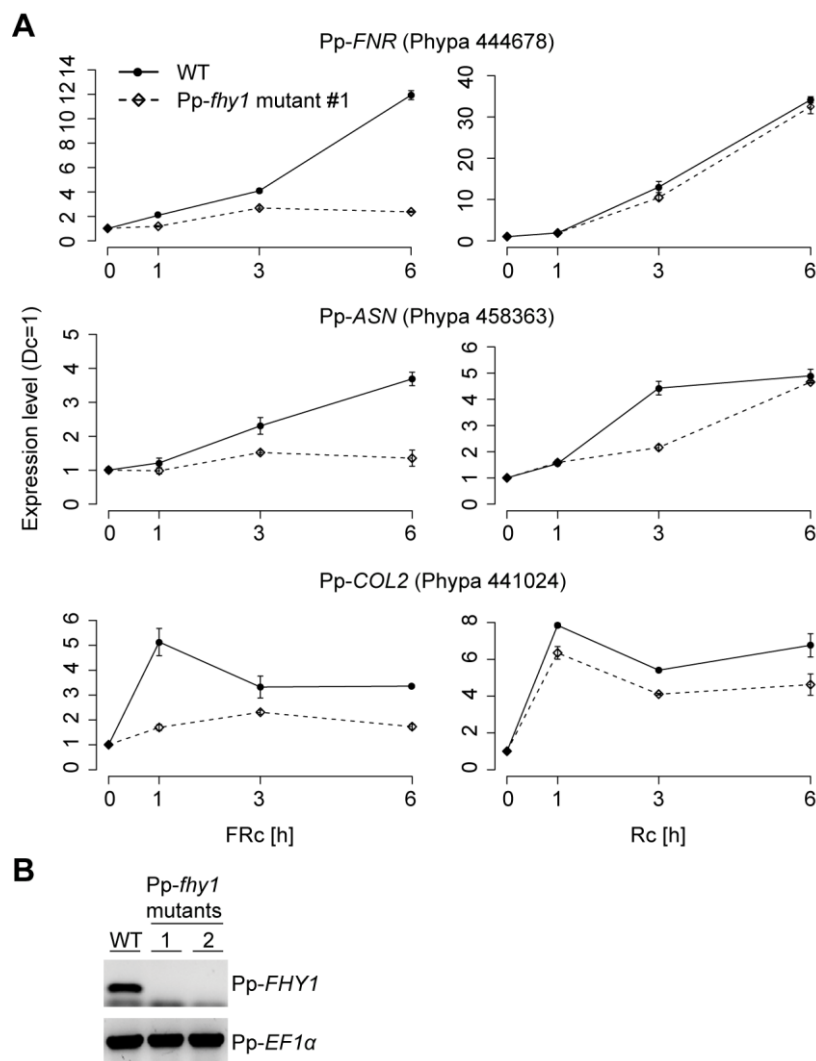 A
Pp-FNR (Phypa 444678)
WT
Pp-fhy1 mutant #1
0 2 4 6 8 10 12 14
0 1 3 6
0 10 20 30 40
0 1 3 6
Pp-ASN (Phypa 458363)
Expression level (Dc=1)
0 1 2 3 4 5
0 1 3 6
0 1 2 3 4 5 6
0 1 3 6
Pp-COL2 (Phypa 441024)
0 1 2 3 4 5 6
0 1 3 6
0 2 4 6 8
0 1 3 6
FRc [h]
Rc [h]
B
Pp-fhy1
mutants
WT 1 2
Pp-FHY1
Pp-EF1α